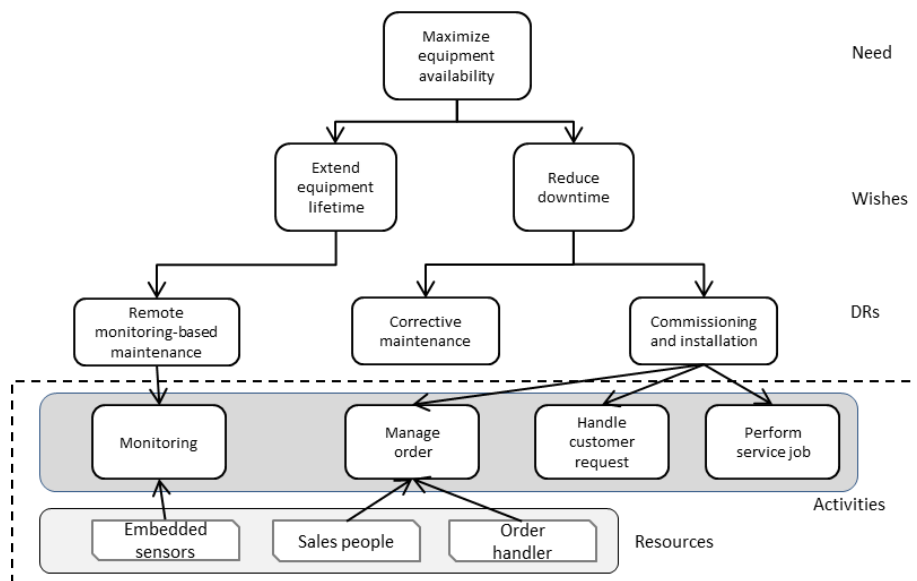 Maximize
equipment
availability
Need
Extend
equipment
lifetime
Reduce
downtime
Wishes
Remote
monitoring-based
maintenance
Corrective
maintenance
Commissioning
and installation
DRs
Monitoring
Manage
order
Handle
customer
request
Perform
service job
Activities
Embedded
sensors
Sales people
Order
handler
Resources